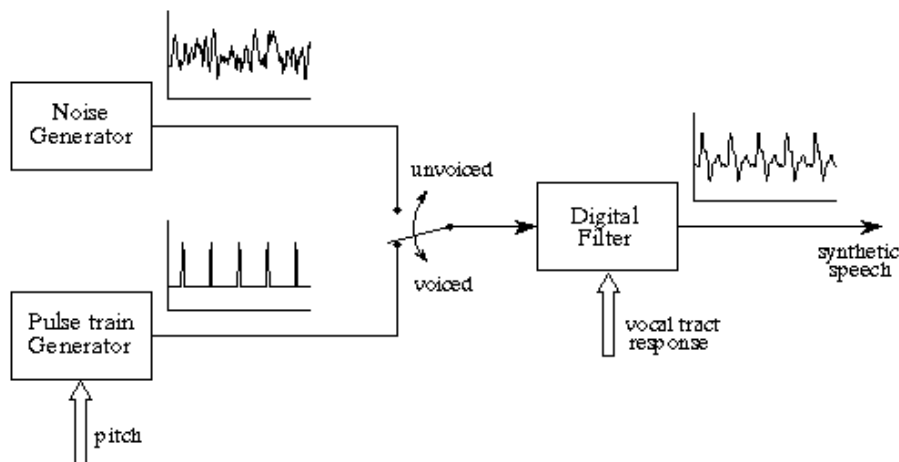 Noise
Generator
unvoiced
voiced
Digital
Filter
synthetic
speech
Pulse train
Generator
vocal tract
response
pitch